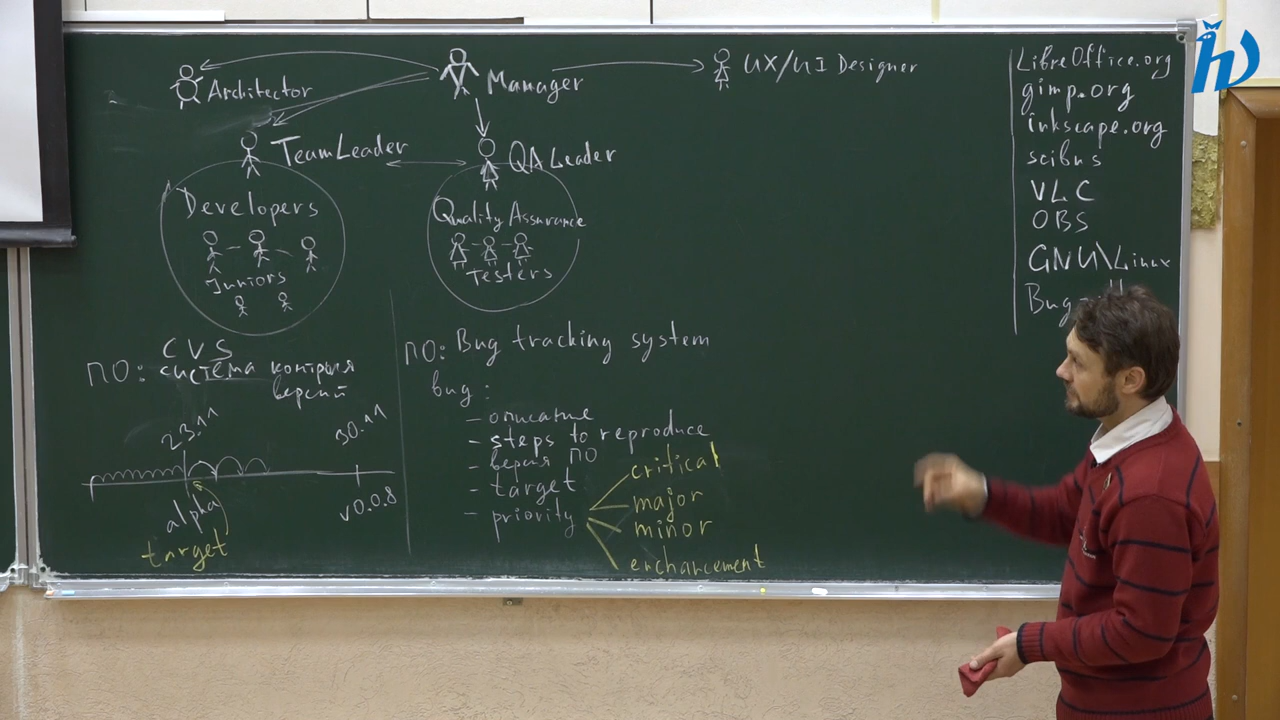 Architector
Manager
UX/UI Designer
TeamLeader
QA Leader
Developers
Juniors
Quality Assurance
Testers
ПО: CVS
система контроля
версий
23.11
30.11
alpha
v0.0.8
target
ПО: Bug tracking system
bug:
- описание
- steps to reproduce
- версия ПО
- target
- priority
critical
major
minor
enchancement
LibreOffice.org
gimp.org
inkscape.org
scibus
VLC
OBS
GNU\Linux